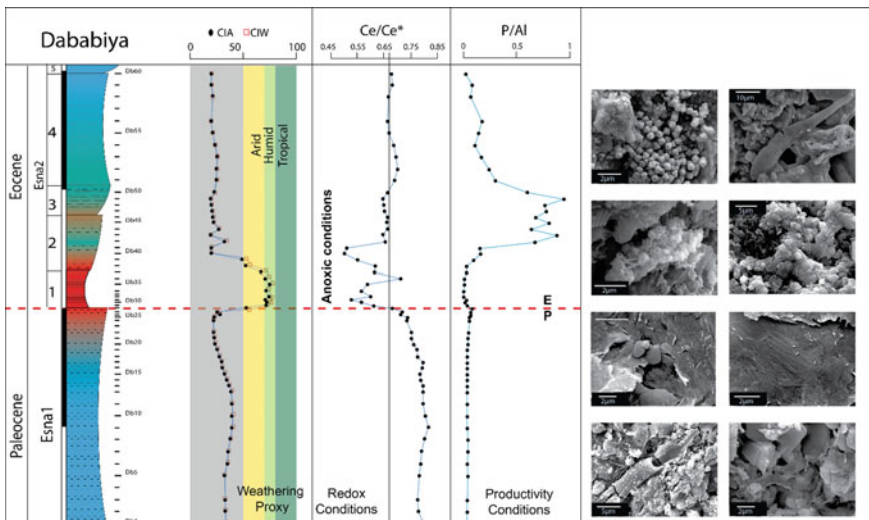 Dababiya
CIA CIW
0 50 100
Ce/Ce*
0.45 0.55 0.65 0.75 0.85
P/Al
0 0.5 1
Eocene
Paleocene
Esna2
Esna1
5
4
3
2
1
Db60
Db55
Db50
Db45
Db40
Db35
Db30
Db25
Db20
Db15
Db10
Db5
Arid
Humid
Tropical
Anoxic conditions
E
P
Weathering
Proxy
Redox
Conditions
Productivity
Conditions
2µm
10µm
2µm
5µm
2µm
2µm
5µm
2µm